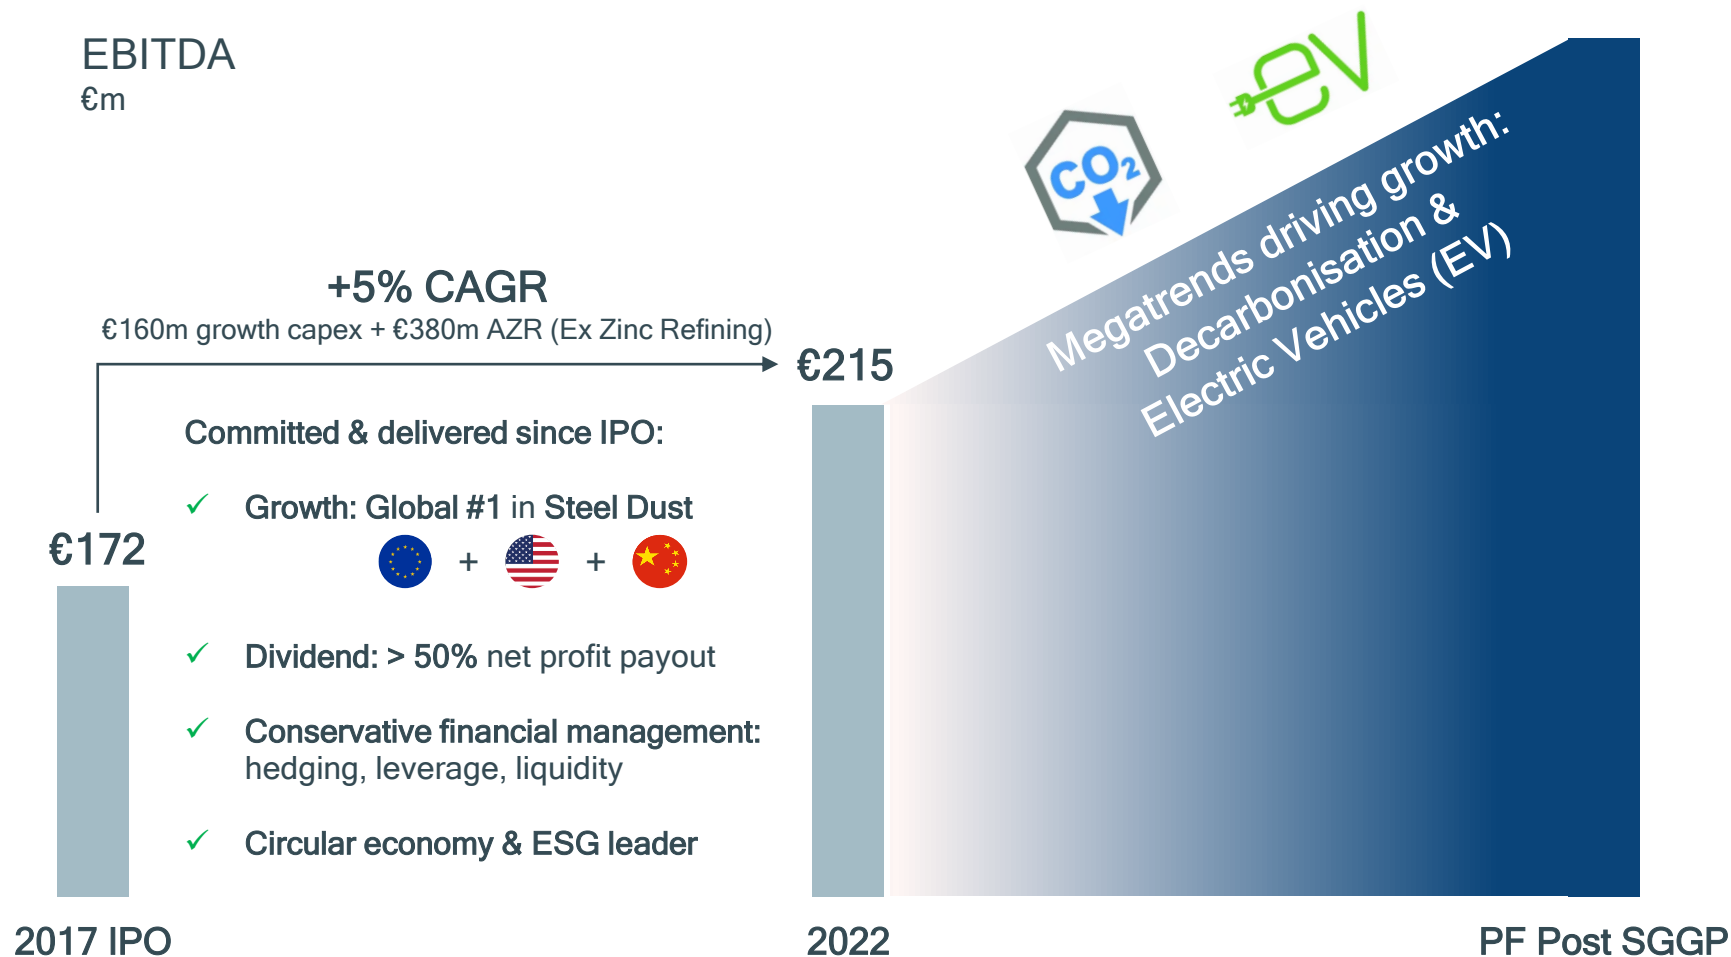 EBITDA
€m
CO₂
eV
+5% CAGR
€160m growth capex + €380m AZR (Ex Zinc Refining)
€215
Megatrends driving growth:
Decarbonisation &
Electric Vehicles (EV)
Committed & delivered since IPO:
✓ Growth: Global #1 in Steel Dust
+ +
€172
✓ Dividend: > 50% net profit payout
✓ Conservative financial management:
hedging, leverage, liquidity
✓ Circular economy & ESG leader
2017 IPO
2022
PF Post SGGP